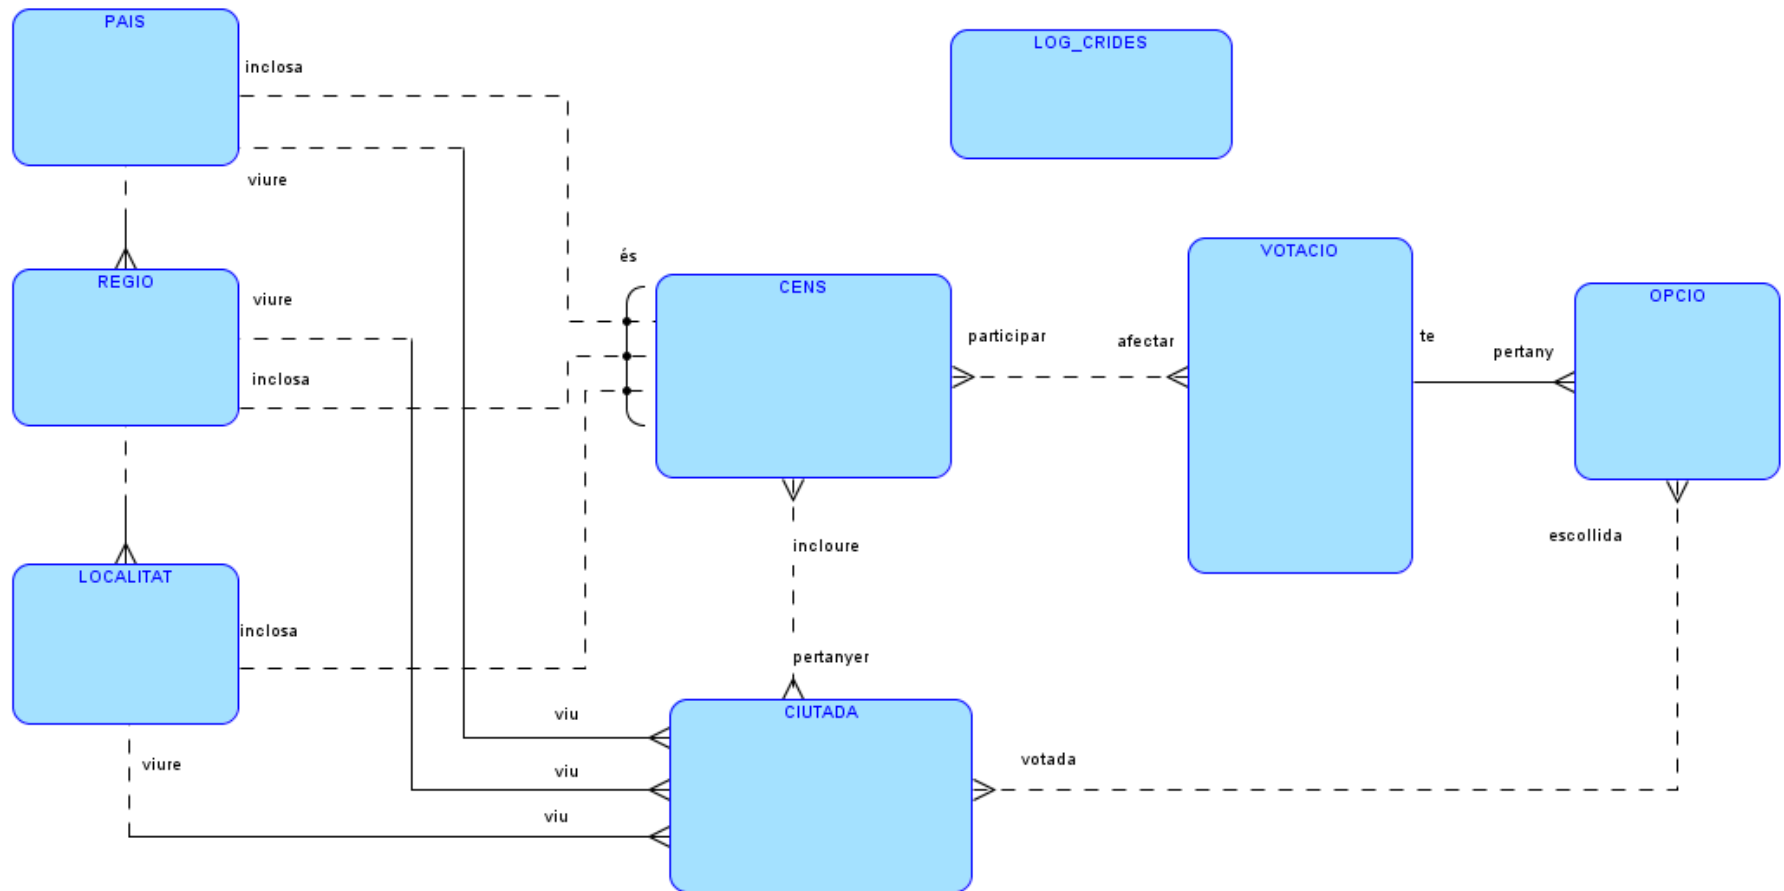 PAIS
LOG_CRIDES
inclosa
viure
és
VOTACIO
REGIO
CENS
OPCIO
viure
participar
afectar
te
pertany
inclosa
escollida
incloure
LOCALITAT
inclosa
pertanyer
CIUTADA
viu
viure
votada
viu
viu